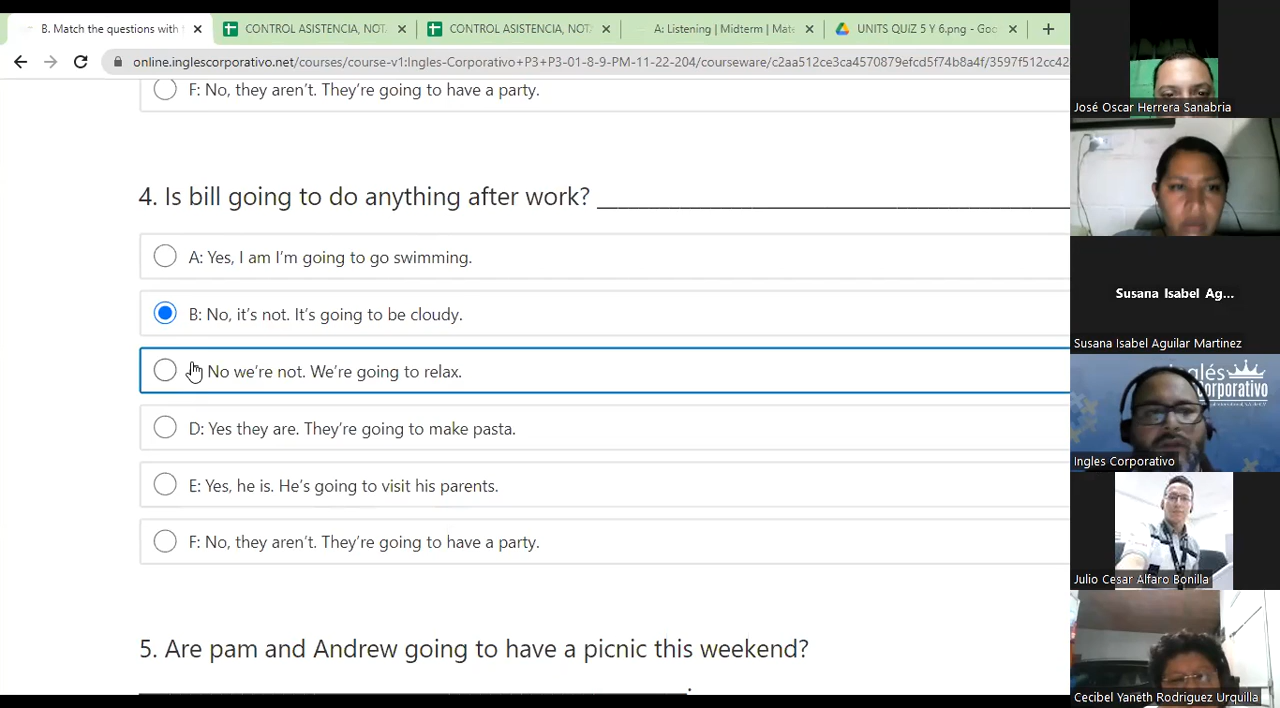 B. Match the questions with
CONTROL ASISTENCIA, NOT
CONTROL ASISTENCIA, NOT
A: Listening | Midterm | Mate
UNITS QUIZ 5 Y 6.png - Goo
online.inglescorporativo.net/courses/course-v1:Ingles-Corporativo+P3+P3-01-8-9-PM-11-22-204/courseware/c2aa512ce3ca4570879efcd5f74b8a4f/3597f512cc42
F: No, they aren't. They're going to have a party.
4. Is bill going to do anything after work? ___________________________________
A: Yes, I am I'm going to go swimming.
B: No, it's not. It's going to be cloudy.
No we're not. We're going to relax.
D: Yes they are. They're going to make pasta.
E: Yes, he is. He's going to visit his parents.
F: No, they aren't. They're going to have a party.
5. Are pam and Andrew going to have a picnic this weekend?
_________________________________________.
José Oscar Herrera Sanabria
Susana Isabel Ag...
Susana Isabel Aguilar Martinez
inglés
corporativo
Ingles Corporativo
Julio Cesar Alfaro Bonilla
Cecibel Yaneth Rodriguez Urquilla